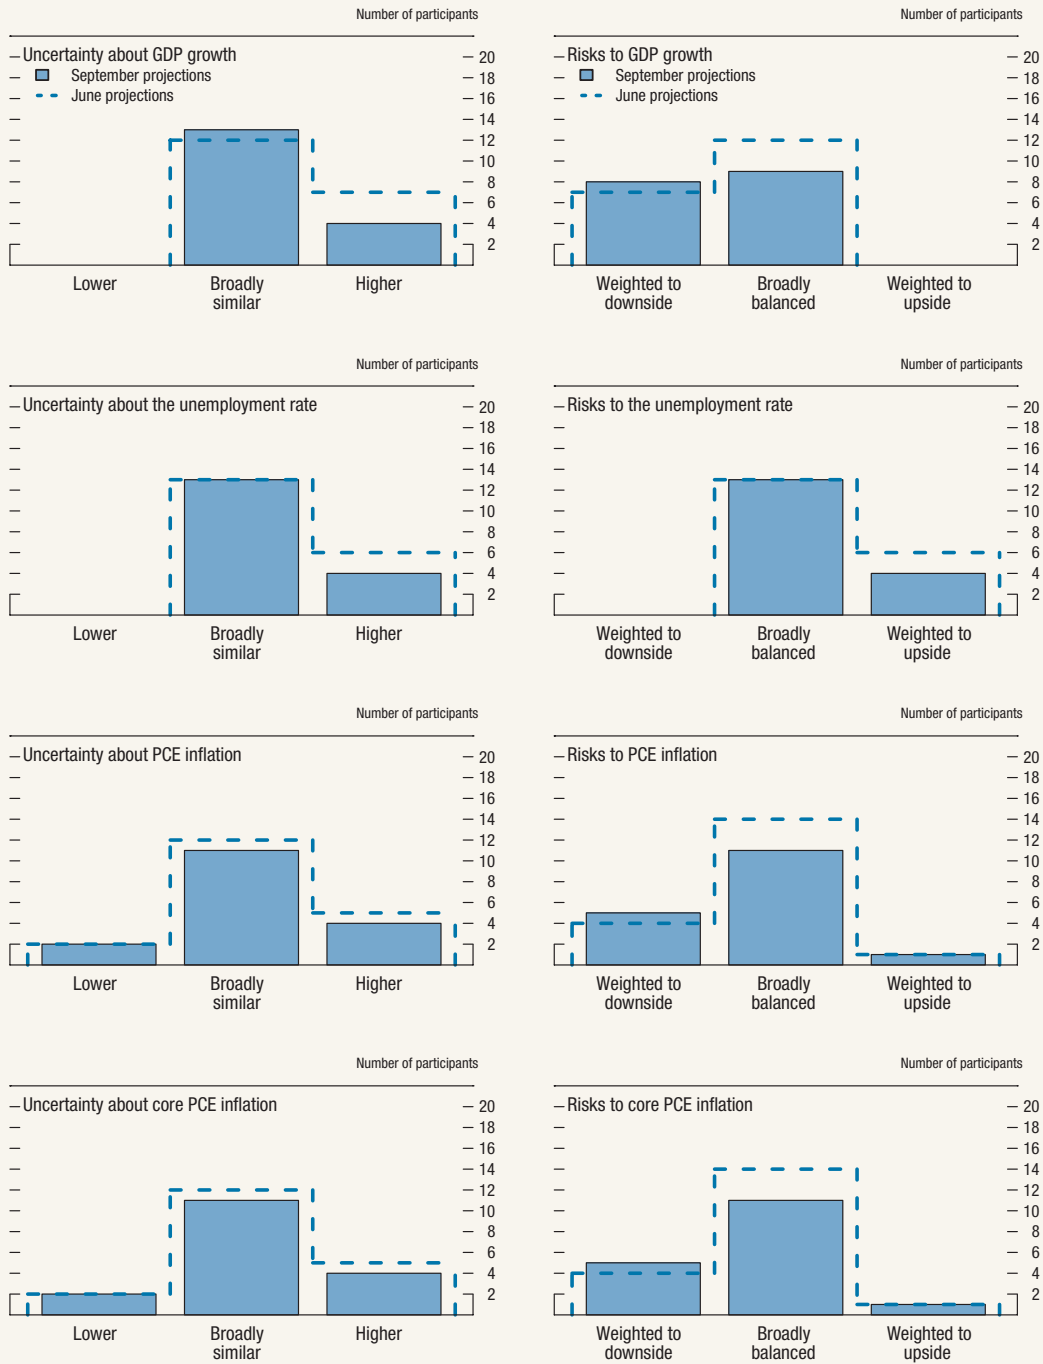 Number of participants
Uncertainty about GDP growth
September projections
June projections
20
18
16
14
12
10
8
6
4
2
Lower
Broadly
similar
Higher
Number of participants
Risks to GDP growth
September projections
June projections
20
18
16
14
12
10
8
6
4
2
Weighted to
downside
Broadly
balanced
Weighted to
upside
Number of participants
Uncertainty about the unemployment rate
20
18
16
14
12
10
8
6
4
2
Lower
Broadly
similar
Higher
Number of participants
Risks to the unemployment rate
20
18
16
14
12
10
8
6
4
2
Weighted to
downside
Broadly
balanced
Weighted to
upside
Number of participants
Uncertainty about PCE inflation
20
18
16
14
12
10
8
6
4
2
Lower
Broadly
similar
Higher
Number of participants
Risks to PCE inflation
20
18
16
14
12
10
8
6
4
2
Weighted to
downside
Broadly
balanced
Weighted to
upside
Number of participants
Uncertainty about core PCE inflation
20
18
16
14
12
10
8
6
4
2
Lower
Broadly
similar
Higher
Number of participants
Risks to core PCE inflation
20
18
16
14
12
10
8
6
4
2
Weighted to
downside
Broadly
balanced
Weighted to
upside